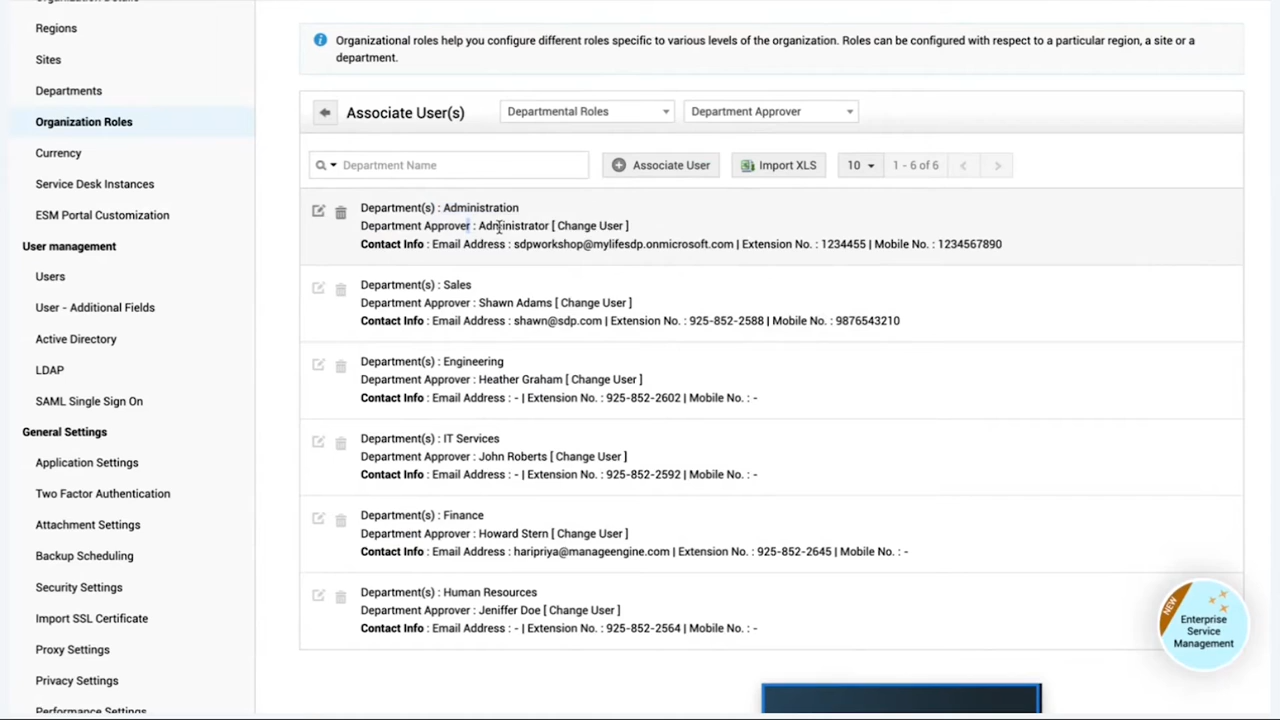 Regions
Sites
Departments
Organization Roles
Currency
Service Desk Instances
ESM Portal Customization
User management
Users
User - Additional Fields
Active Directory
LDAP
SAML Single Sign On
General Settings
Application Settings
Two Factor Authentication
Attachment Settings
Backup Scheduling
Security Settings
Import SSL Certificate
Proxy Settings
Privacy Settings
Performance Settings
Organizational roles help you configure different roles specific to various levels of the organization. Roles can be configured with respect to a particular region, a site or a
department.
Associate User(s) Departmental Roles Department Approver
Department Name Associate User Import XLS 10 1 - 6 of 6
Department(s) : Administration
Department Approver : Administrator [ Change User ]
Contact Info : Email Address : sdpworkshop@mylifesdp.onmicrosoft.com | Extension No. : 1234455 | Mobile No. : 1234567890
Department(s) : Sales
Department Approver : Shawn Adams [ Change User ]
Contact Info : Email Address : shawn@sdp.com | Extension No. : 925-852-2588 | Mobile No. : 9876543210
Department(s) : Engineering
Department Approver : Heather Graham [ Change User ]
Contact Info : Email Address : - | Extension No. : 925-852-2602 | Mobile No. : -
Department(s) : IT Services
Department Approver : John Roberts [ Change User ]
Contact Info : Email Address : - | Extension No. : 925-852-2592 | Mobile No. : -
Department(s) : Finance
Department Approver : Howard Stern [ Change User ]
Contact Info : Email Address : haripriya@manageengine.com | Extension No. : 925-852-2645 | Mobile No. : -
Department(s) : Human Resources
Department Approver : Jeniffer Doe [ Change User ]
Contact Info : Email Address : - | Extension No. : 925-852-2564 | Mobile No. : -
NEW
Enterprise
Service
Management